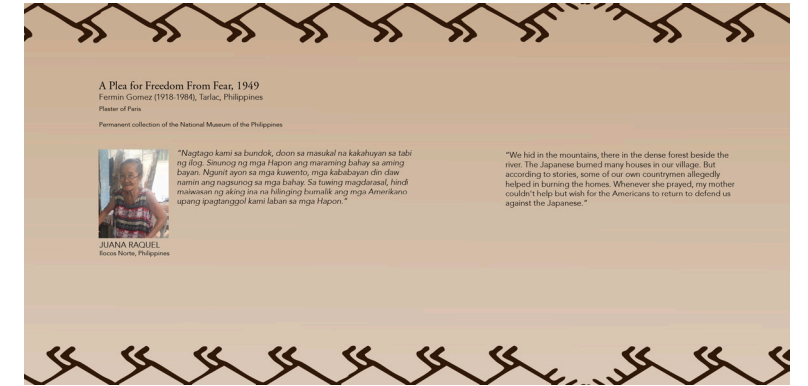 A Plea for Freedom From Fear, 1949
Fermin Gomez (1918-1984), Tarlac, Philippines
Plaster of Paris
Permanent collection of the National Museum of the Philippines
"Nagtago kami sa bundok, doon sa masukal na kakahuyan sa tabi
ng ilog. Sinunog ng mga Hapon ang maraming bahay sa aming
bayan. Ngunit ayon sa mga kuwento, mga kababayan din daw
namin ang nagsunog sa mga bahay. Sa tuwing magdarasal, hindi
maiwasan ng aking ina na hilinging bumalik ang mga Amerikano
upang ipagtanggol kami laban sa mga Hapon."
JUANA RAQUEL
Ilocos Norte, Philippines
"We hid in the mountains, there in the dense forest beside the
river. The Japanese burned many houses in our village. But
according to stories, some of our own countrymen allegedly
helped in burning the homes. Whenever she prayed, my mother
couldn't help but wish for the Americans to return to defend us
against the Japanese."